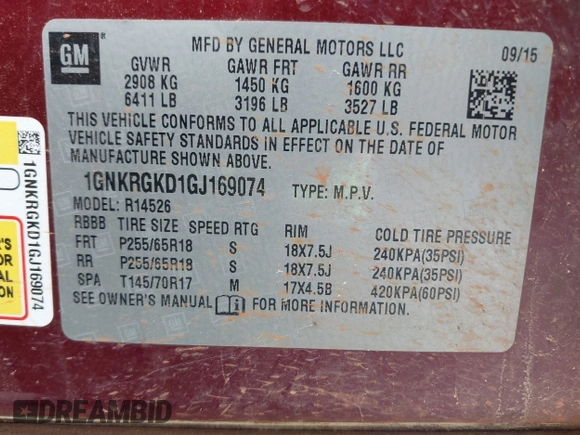 GM
MFD BY GENERAL MOTORS LLC
09/15
GVWR GAWR FRT GAWR RR
2908 KG 1450 KG 1600 KG
6411 LB 3196 LB 3527 LB
THIS VEHICLE CONFORMS TO ALL APPLICABLE U.S. FEDERAL MOTOR
VEHICLE SAFETY STANDARDS IN EFFECT ON THE DATE OF
MANUFACTURE SHOWN ABOVE.
1GNKRGKD1GJ169074 TYPE: M.P.V.
MODEL: R14526
RBBB TIRE SIZE SPEED RTG RIM COLD TIRE PRESSURE
FRT P255/65R18 S 18X7.5J 240KPA(35PSI)
RR P255/65R18 S 18X7.5J 240KPA(35PSI)
SPA T145/70R17 M 17X4.5B 420KPA(60PSI)
SEE OWNER'S MANUAL FOR MORE INFORMATION.
1GNKRGKD1GJ169074
R'S
OR
AL
ON
DREAMBID